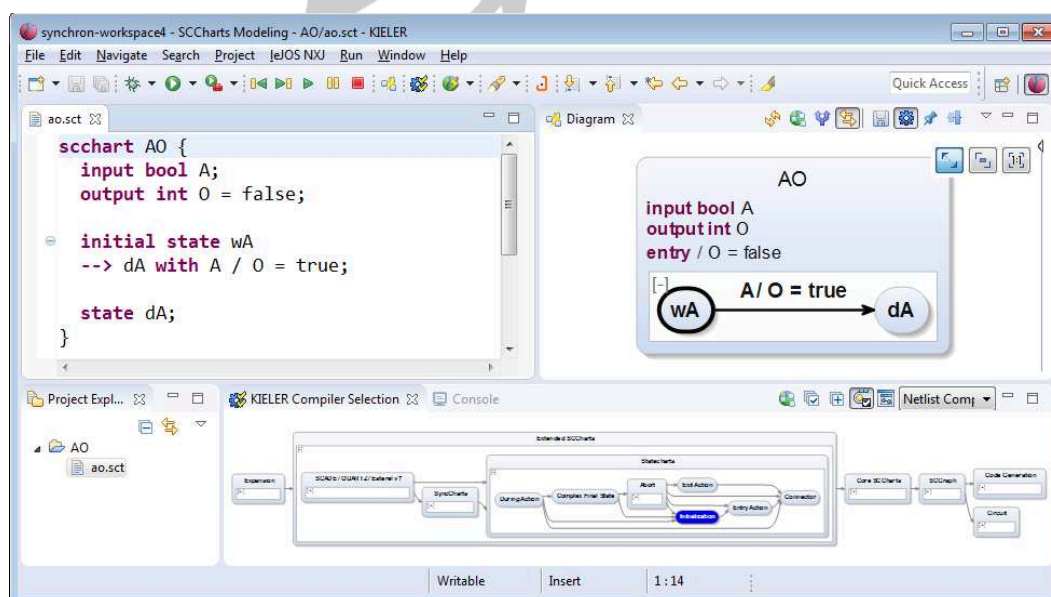 synchron-workspace4 - SCCharts Modeling - AO/ao.sct - KIELER
File Edit Navigate Search Project leJOS NXJ Run Window Help
Quick Access
ao.sct
scchart AO {
input bool A;
output int O = false;
initial state wA
--> dA with A / O = true;
state dA;
}
Diagram
AO
input bool A
output int O
entry / O = false
[-]
A/ O = true
wA
dA
Project Expl...
AO
ao.sct
KIELER Compiler Selection
Console
Netlist Comp
Extended SCCharts
Statecharts
Expansion
SCADE / QUARTZ / Esterel v7
SyncCharts
During Action
Complex Final State
Abort
Exit Action
Initialization
Entry Action
Connector
Core SCCharts
SCGraph
Code Generation
Circuit
Writable
Insert
1 : 14